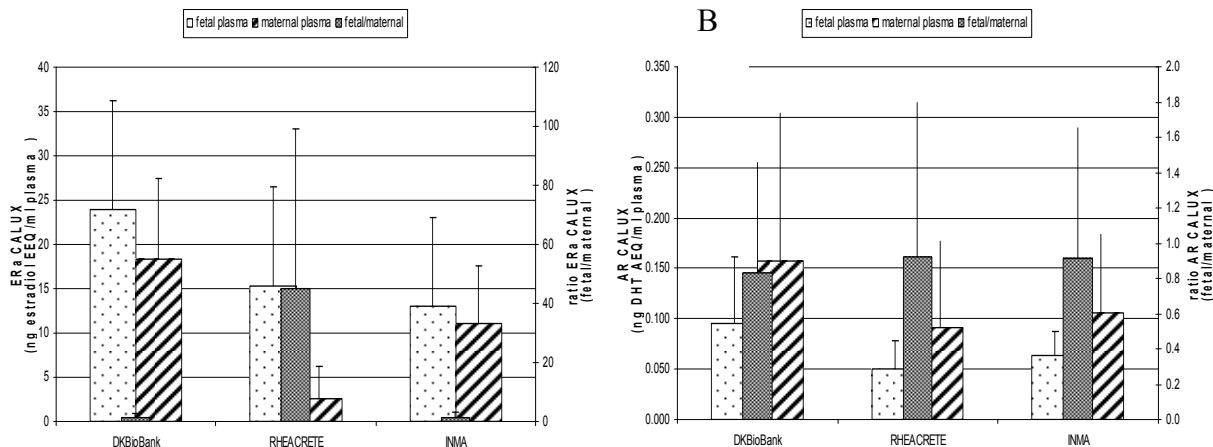 fetal plasma maternal plasma fetal/maternal
40
35
30
25
20
15
10
5
0
ERa CALUX
(ng estradiol EEQ/ml plasma )
120
100
80
60
40
20
0
ratio ERa CALUX
(fetal/maternal )
DKBioBank RHEACRETE INMA
B
fetal plasma maternal plasma fetal/maternal
0.350
0.300
0.250
0.200
0.150
0.100
0.050
0.000
AR CALUX
(ng DHT AEQ/ml plasma)
2.0
1.8
1.6
1.4
1.2
1.0
0.8
0.6
0.4
0.2
0.0
ratio AR CALUX
(fetal/maternal)
DKBioBank RHEACRETE INMA